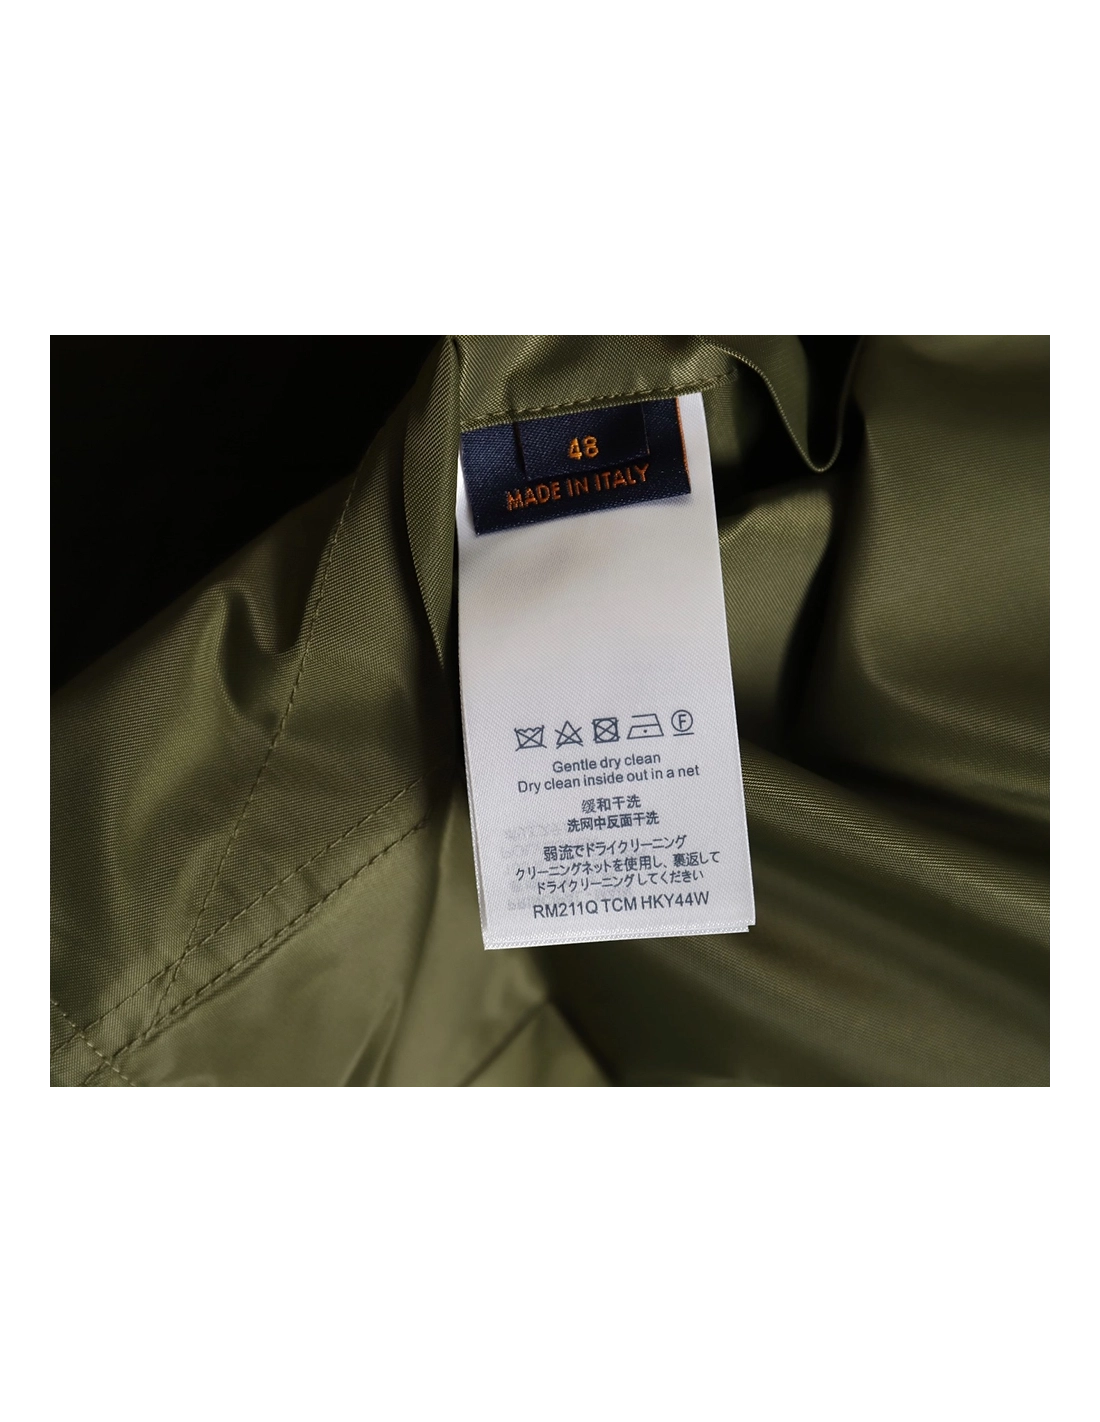 48
MADE IN ITALY
F
Gentle dry clean
Dry clean inside out in a net
缓和干洗
洗网中反面干洗
弱流でドライクリーニング
クリーニングネットを使用し、裏返して
ドライクリーニングしてください
RM211Q TCM HKY44W